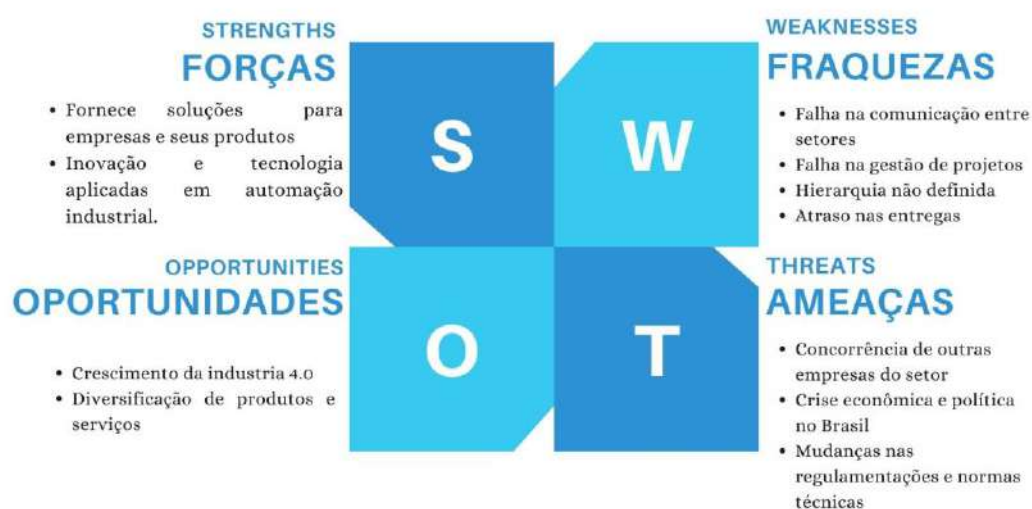 STRENGTHS
FORÇAS
• Fornece soluções para
empresas e seus produtos
• Inovação e tecnologia
aplicadas em automação
industrial.
S
W
WEAKNESSES
FRAQUEZAS
• Falha na comunicação entre
setores
• Falha na gestão de projetos
• Hierarquia não definida
• Atraso nas entregas
OPPORTUNITIES
OPORTUNIDADES
• Crescimento da industria 4.0
• Diversificação de produtos e
serviços
O
T
THREATS
AMEAÇAS
• Concorrência de outras
empresas do setor
• Crise econômica e política
no Brasil
• Mudanças nas
regulamentações e normas
técnicas